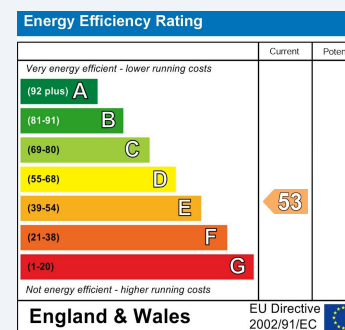 Energy Efficiency Rating
Current Poten
Very energy efficient - lower running costs
(92 plus) A
(81-91) B
(69-80) C
(55-68) D
(39-54) E 53
(21-38) F
(1-20) G
Not energy efficient - higher running costs
England & Wales
EU Directive
2002/91/EC